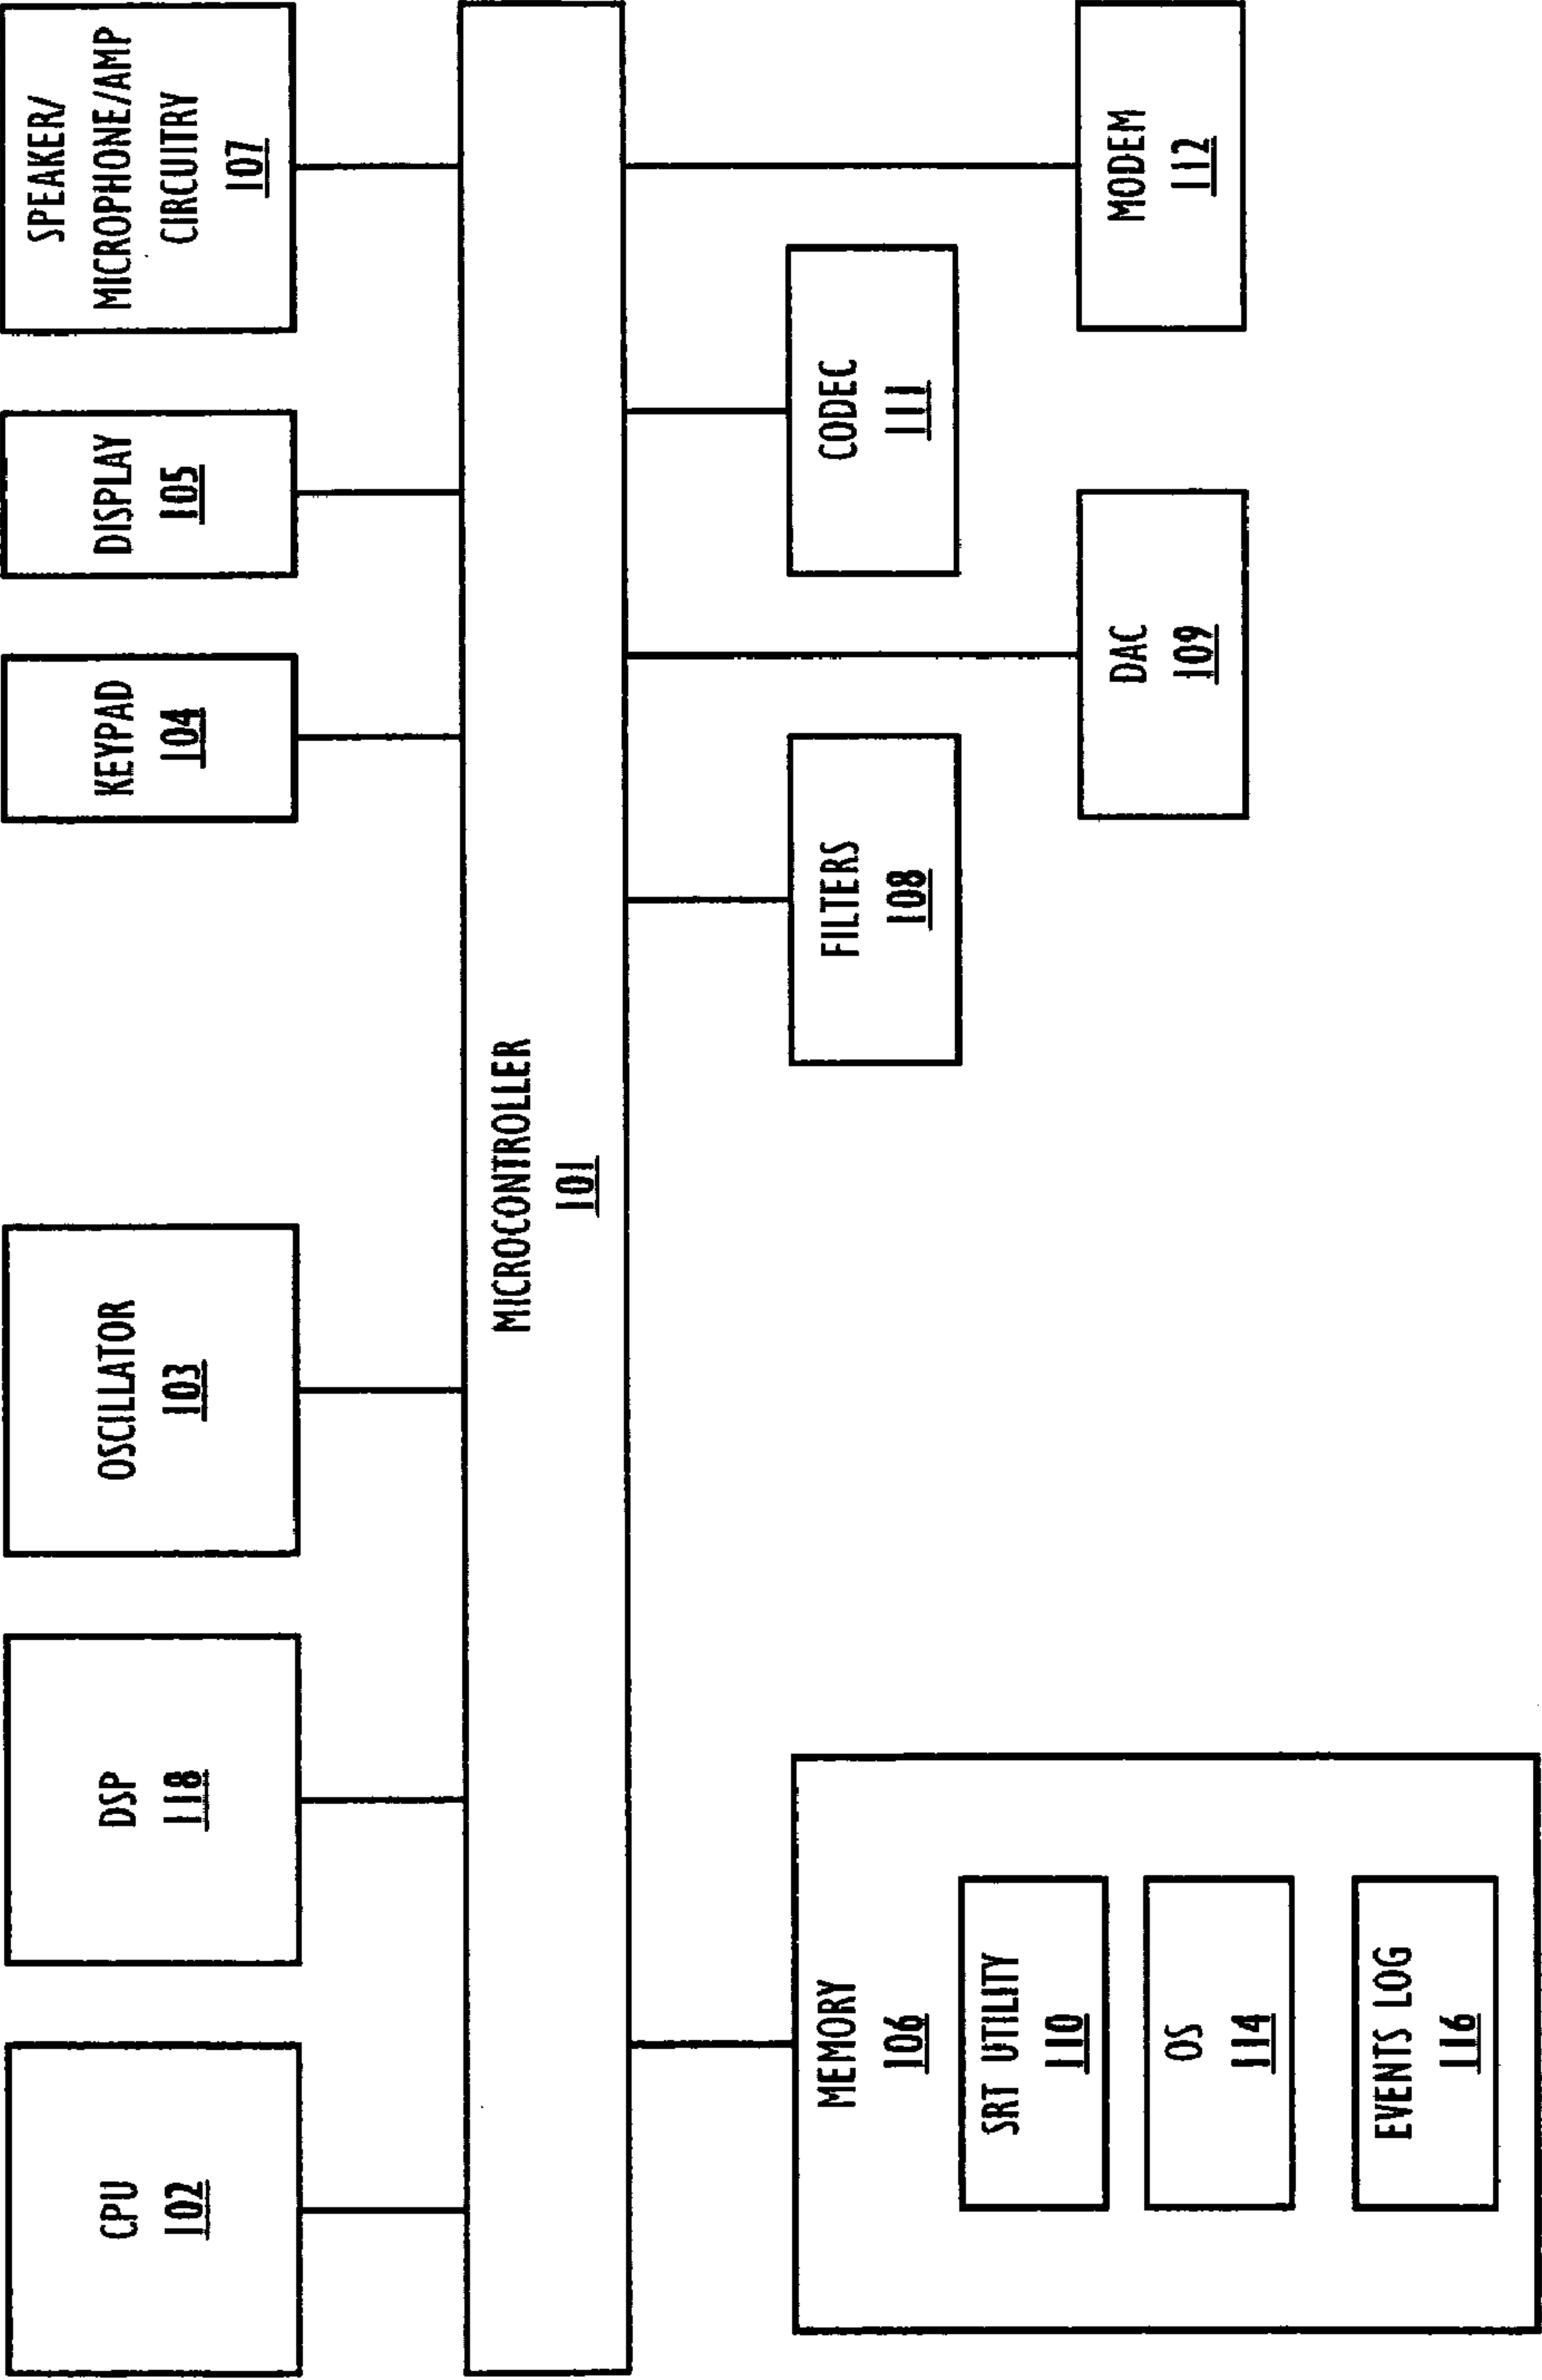 CPU
102
DSP
118
OSCILLATOR
103
KEYPAD
104
DISPLAY
105
SPEAKER/
MICROPHONE/AMP
CIRCUITRY
107
MICROCONTROLLER
101
MEMORY
106
SRT UTILITY
110
OS
114
EVENTS LOG
116
FILTERS
108
DAC
109
CODEC
111
MODEM
112